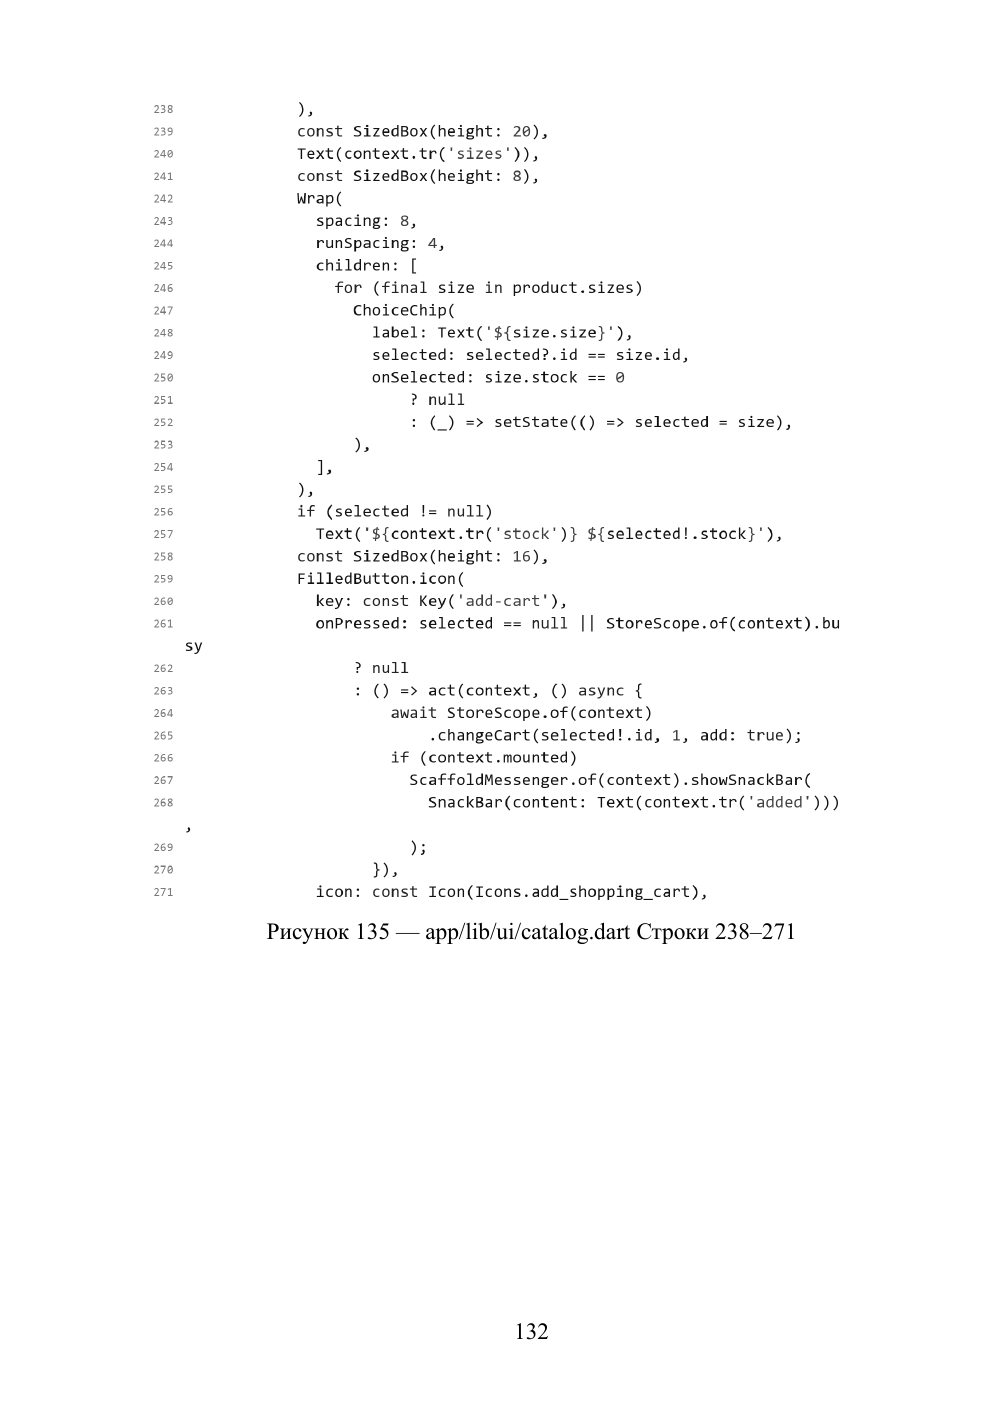 238             ),
239             const SizedBox(height: 20),
240             Text(context.tr('sizes')),
241             const SizedBox(height: 8),
242             Wrap(
243               spacing: 8,
244               runSpacing: 4,
245               children: [
246                 for (final size in product.sizes)
247                   ChoiceChip(
248                     label: Text('${size.size}'),
249                     selected: selected?.id == size.id,
250                     onSelected: size.stock == 0
251                         ? null
252                         : (_) => setState(() => selected = size),
253                   ),
254               ],
255             ),
256             if (selected != null)
257               Text('${context.tr('stock')} ${selected!.stock}'),
258             const SizedBox(height: 16),
259             FilledButton.icon(
260               key: const Key('add-cart'),
261               onPressed: selected == null || StoreScope.of(context).bu
sy
262                   ? null
263                   : () => act(context, () async {
264                       await StoreScope.of(context)
265                           .changeCart(selected!.id, 1, add: true);
266                       if (context.mounted)
267                         ScaffoldMessenger.of(context).showSnackBar(
268                           SnackBar(content: Text(context.tr('added')))
,
269                         );
270                     }),
271               icon: const Icon(Icons.add_shopping_cart),
Рисунок 135 — app/lib/ui/catalog.dart Строки 238–271
132